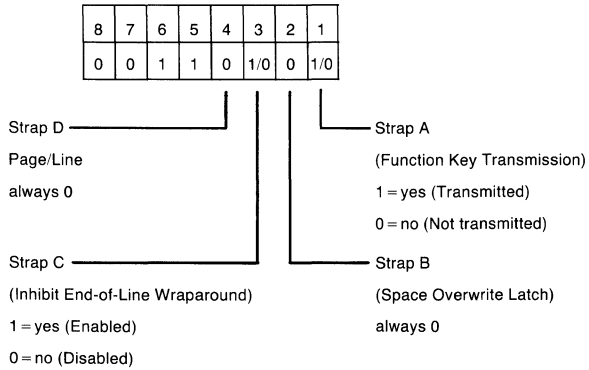 8 7 6 5 4 3 2 1
0 0 1 1 0 1/0 0 1/0
Strap D
Page/Line
always 0
Strap A
(Function Key Transmission)
1 = yes (Transmitted)
0 = no (Not transmitted)
Strap C
(Inhibit End-of-Line Wraparound)
1 = yes (Enabled)
0 = no (Disabled)
Strap B
(Space Overwrite Latch)
always 0